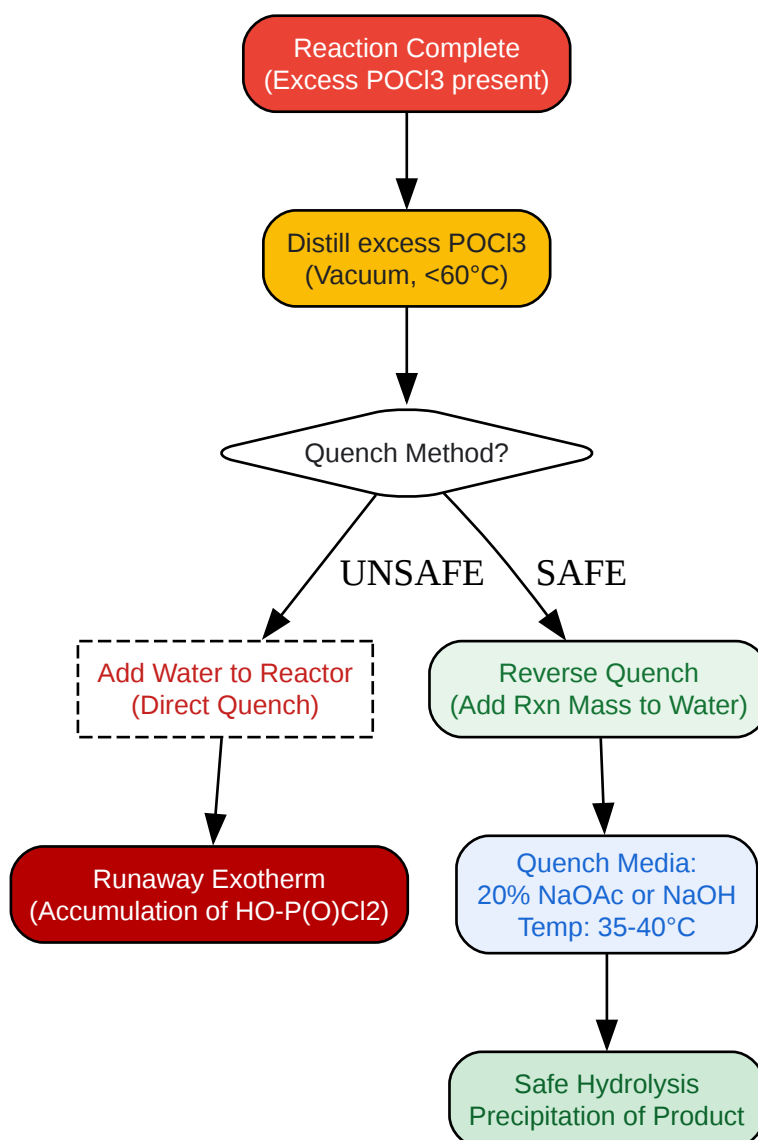 Reaction Complete
(Excess POCl3 present)
Distill excess POCl3
(Vacuum, <60°C)
Quench Method?
UNSAFE
SAFE
Add Water to Reactor
(Direct Quench)
Reverse Quench
(Add Rxn Mass to Water)
Runaway Exotherm
(Accumulation of HO-P(O)Cl2)
Quench Media:
20% NaOAc or NaOH
Temp: 35-40°C
Safe Hydrolysis
Precipitation of Product